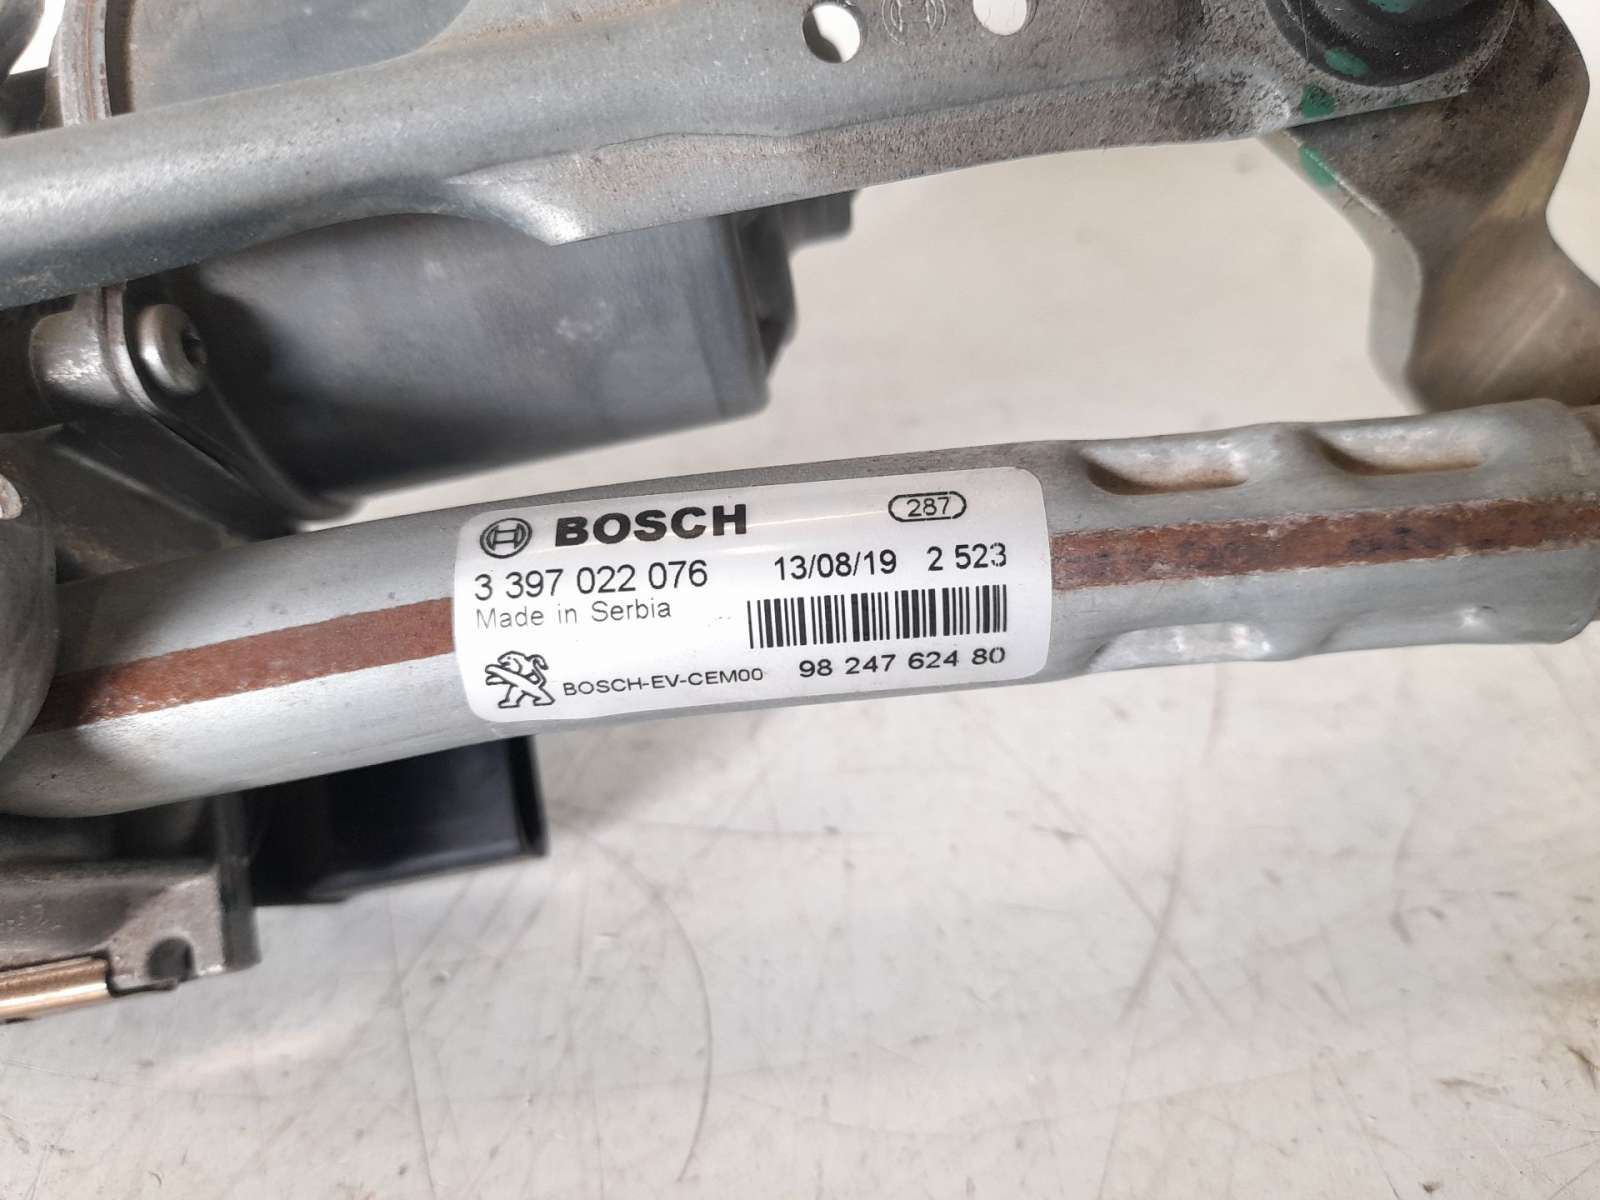 BOSCH 287
3 397 022 076 13/08/19 2 523
Made in Serbia
BOSCH-EV-CEM00 98 247 624 80